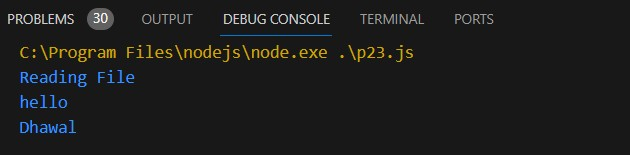 PROBLEMS 30 OUTPUT DEBUG CONSOLE TERMINAL PORTS
C:\Program Files\nodejs\node.exe .\p23.js
Reading File
hello
Dhawal